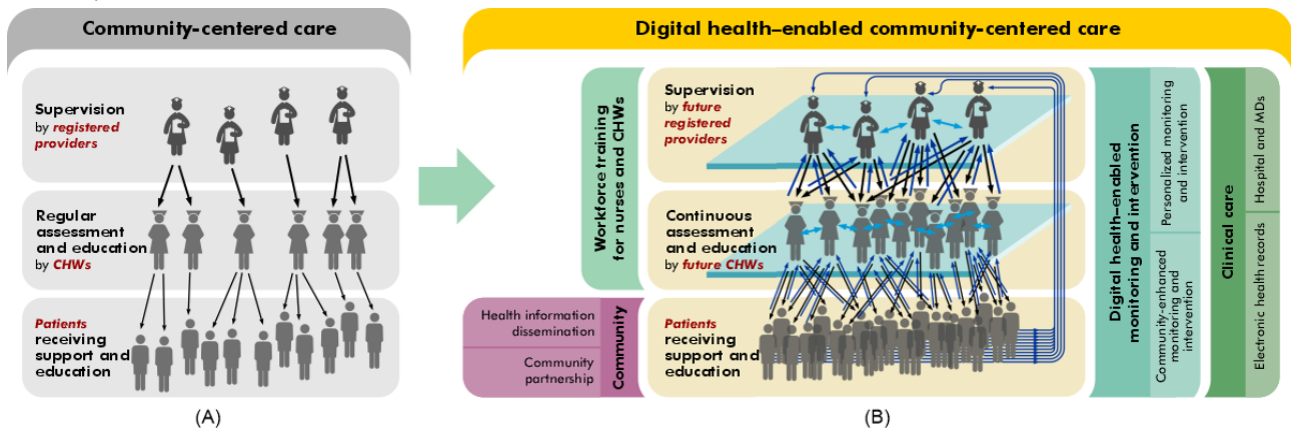 Community-centered care
Supervision
by registered
providers
Regular
assessment
and education
by CHWs
Patients
receiving
support and
education
(A)
Digital health–enabled community-centered care
Workforce training
for nurses and CHWs
Supervision
by future
registered
providers
Continuous
assessment
and education
by future CHWs
Health information
dissemination
Community
partnership
Community
Patients
receiving
support and
education
Digital health–enabled
monitoring and intervention
Personalized monitoring
and intervention
Community-enhanced
monitoring and
intervention
Clinical care
Hospital and MDs
Electronic health records
(B)